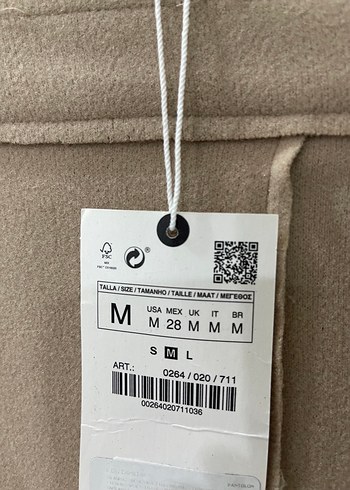 FSC
TALLA / SIZE / TAMANHO / TAILLE / MAAT / ΜΕΓΕΘΟΣ
M
USA MEX UK IT BR
M 28 M M M
S M L
ART.: 0264 / 020 / 711
00264020711036